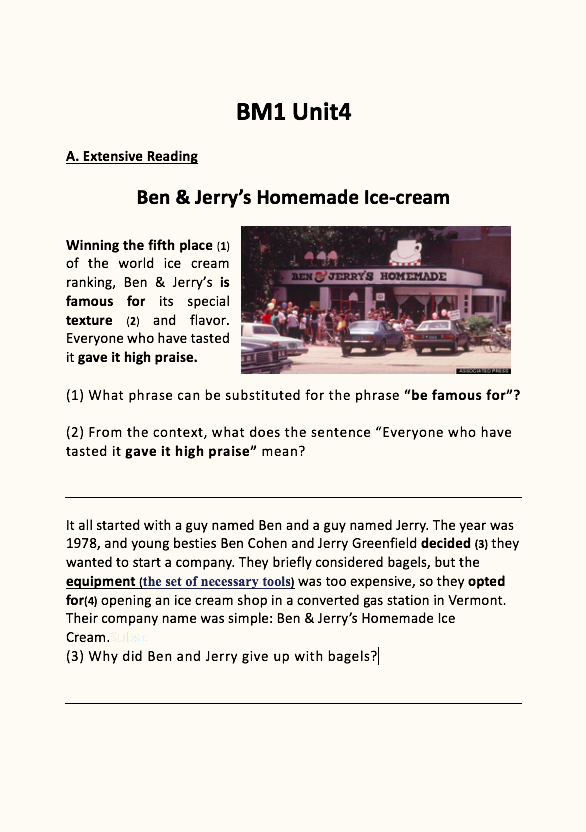 BM1 Unit4
A. Extensive Reading
Ben & Jerry's Homemade Ice-cream
Winning the fifth place (1)
of the world ice cream
ranking, Ben & Jerry's is
famous for its special
texture (2) and flavor.
Everyone who have tasted
it gave it high praise.
BEN & JERRY'S HOMEMADE
ASSOCIATED PRESS
(1) What phrase can be substituted for the phrase "be famous for"?
(2) From the context, what does the sentence "Everyone who have
tasted it gave it high praise" mean?
It all started with a guy named Ben and a guy named Jerry. The year was
1978, and young besties Ben Cohen and Jerry Greenfield decided (3) they
wanted to start a company. They briefly considered bagels, but the
equipment (the set of necessary tools) was too expensive, so they opted
for(4) opening an ice cream shop in a converted gas station in Vermont.
Their company name was simple: Ben & Jerry's Homemade Ice
Cream.
(3) Why did Ben and Jerry give up with bagels?